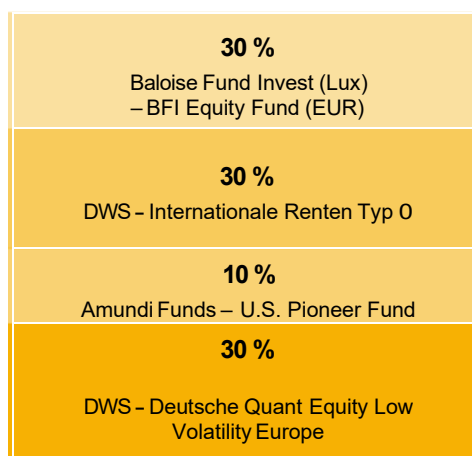 30 %
Baloise Fund Invest (Lux)
– BFI Equity Fund (EUR)
30 %
DWS – Internationale Renten Typ O
10 %
Amundi Funds – U.S. Pioneer Fund
30 %
DWS – Deutsche Quant Equity Low
Volatility Europe